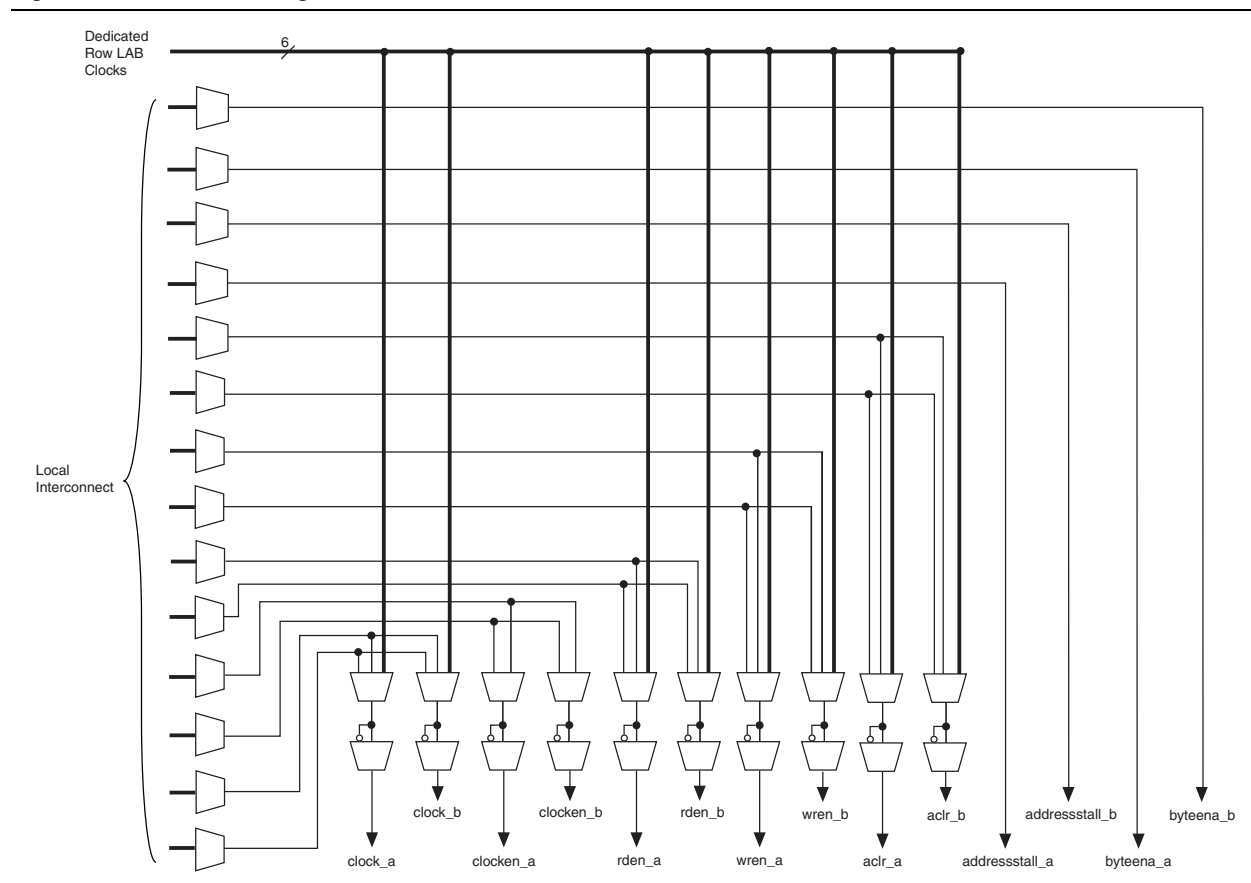 Dedicated
Row LAB
Clocks
6
Local
Interconnect
clock_b
clocken_b
rden_b
wren_b
aclr_b
addressstall_b
byteena_b
clock_a
clocken_a
rden_a
wren_a
aclr_a
addressstall_a
byteena_a